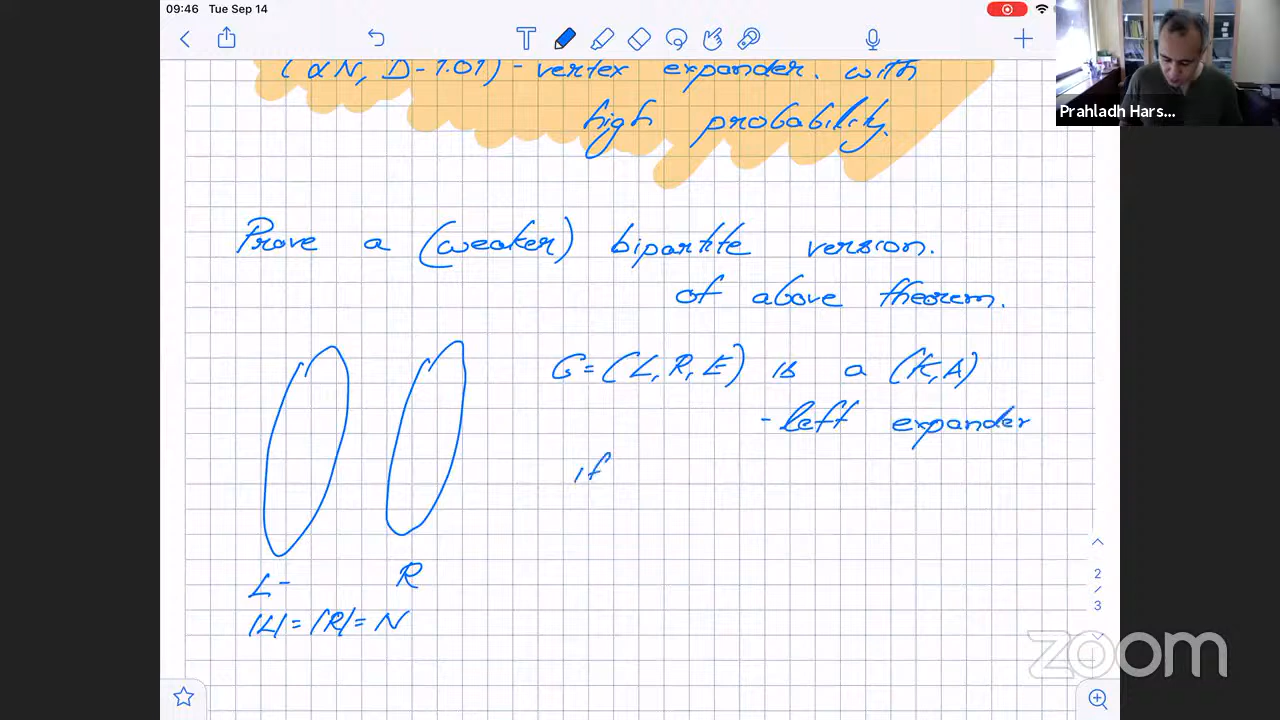 09:46 Tue Sep 14
(αN, D-1.01) - vertex expander. with
high probability.
Prahladh Hars...
Prove a (weaker) bipartite version.
of above theorem.
G = (L, R, E) is a (K, A)
- left expander
if
L
R
|L| = |R| = N
2
/
3
zoom